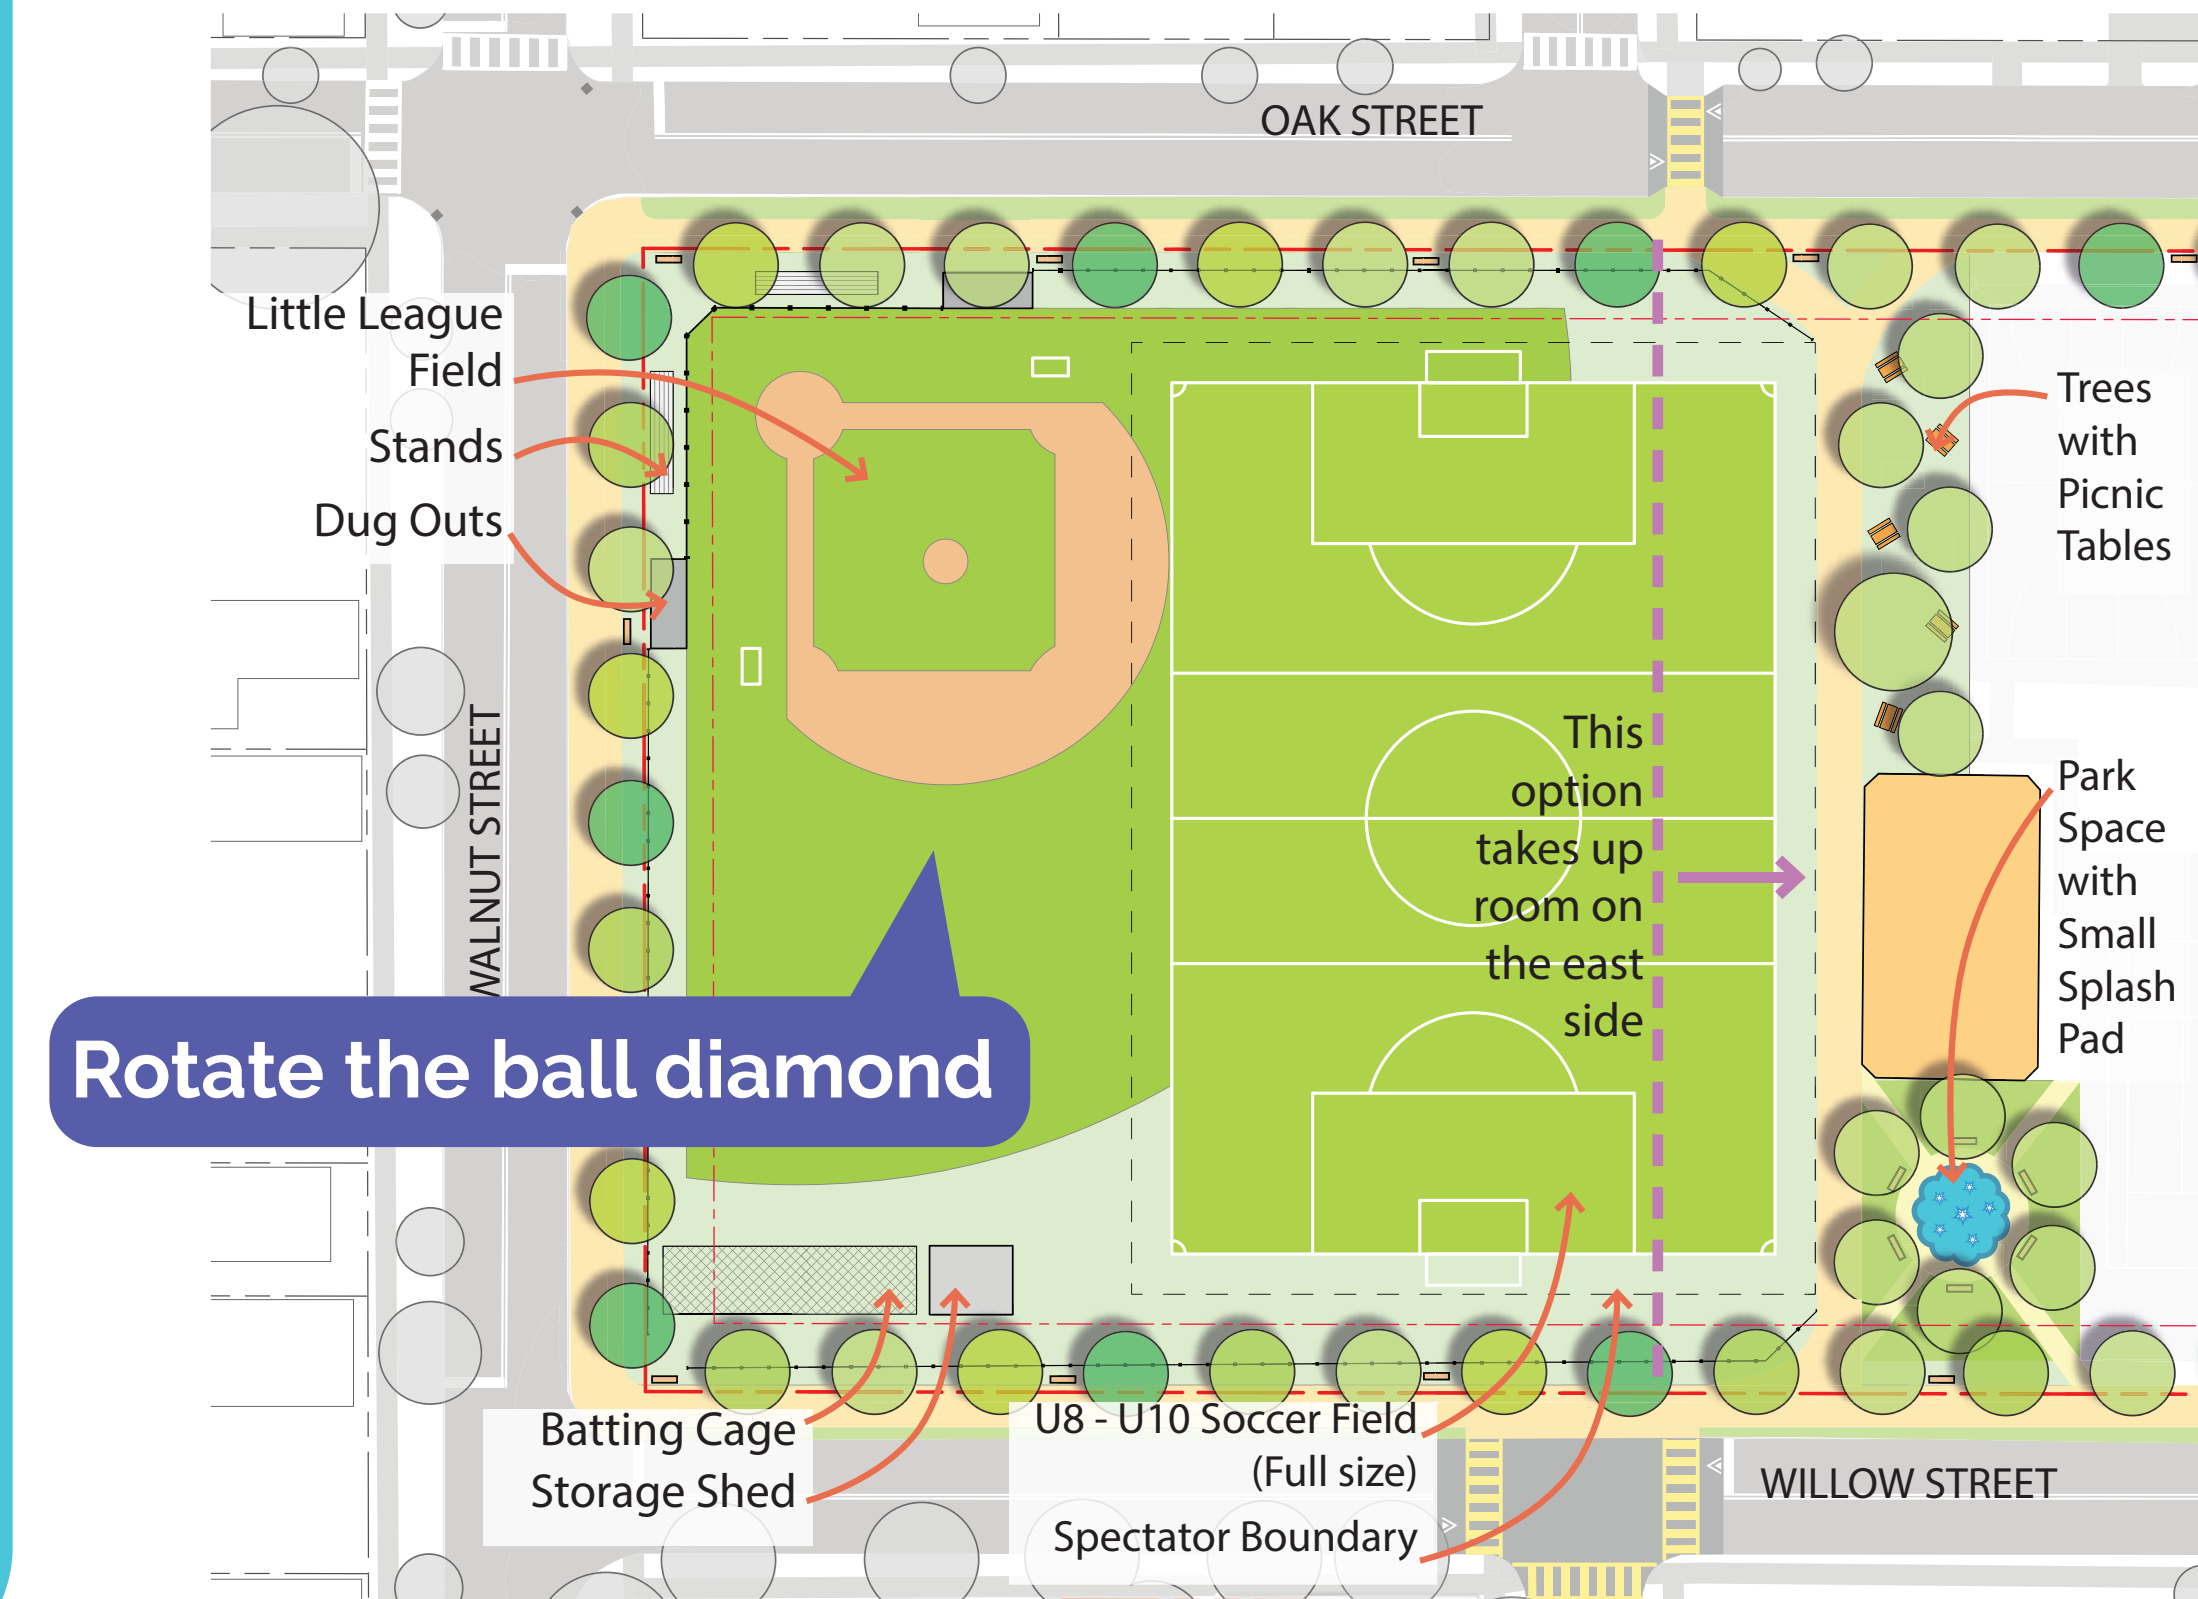 OAK STREET
Little League
Field
Stands
Dug Outs
Trees
with
Picnic
Tables
WALNUT STREET
This
option
takes up
room on
the east
side
Park
Space
with
Small
Splash
Pad
Rotate the ball diamond
Batting Cage
Storage Shed
U8 - U10 Soccer Field
(Full size)
Spectator Boundary
WILLOW STREET